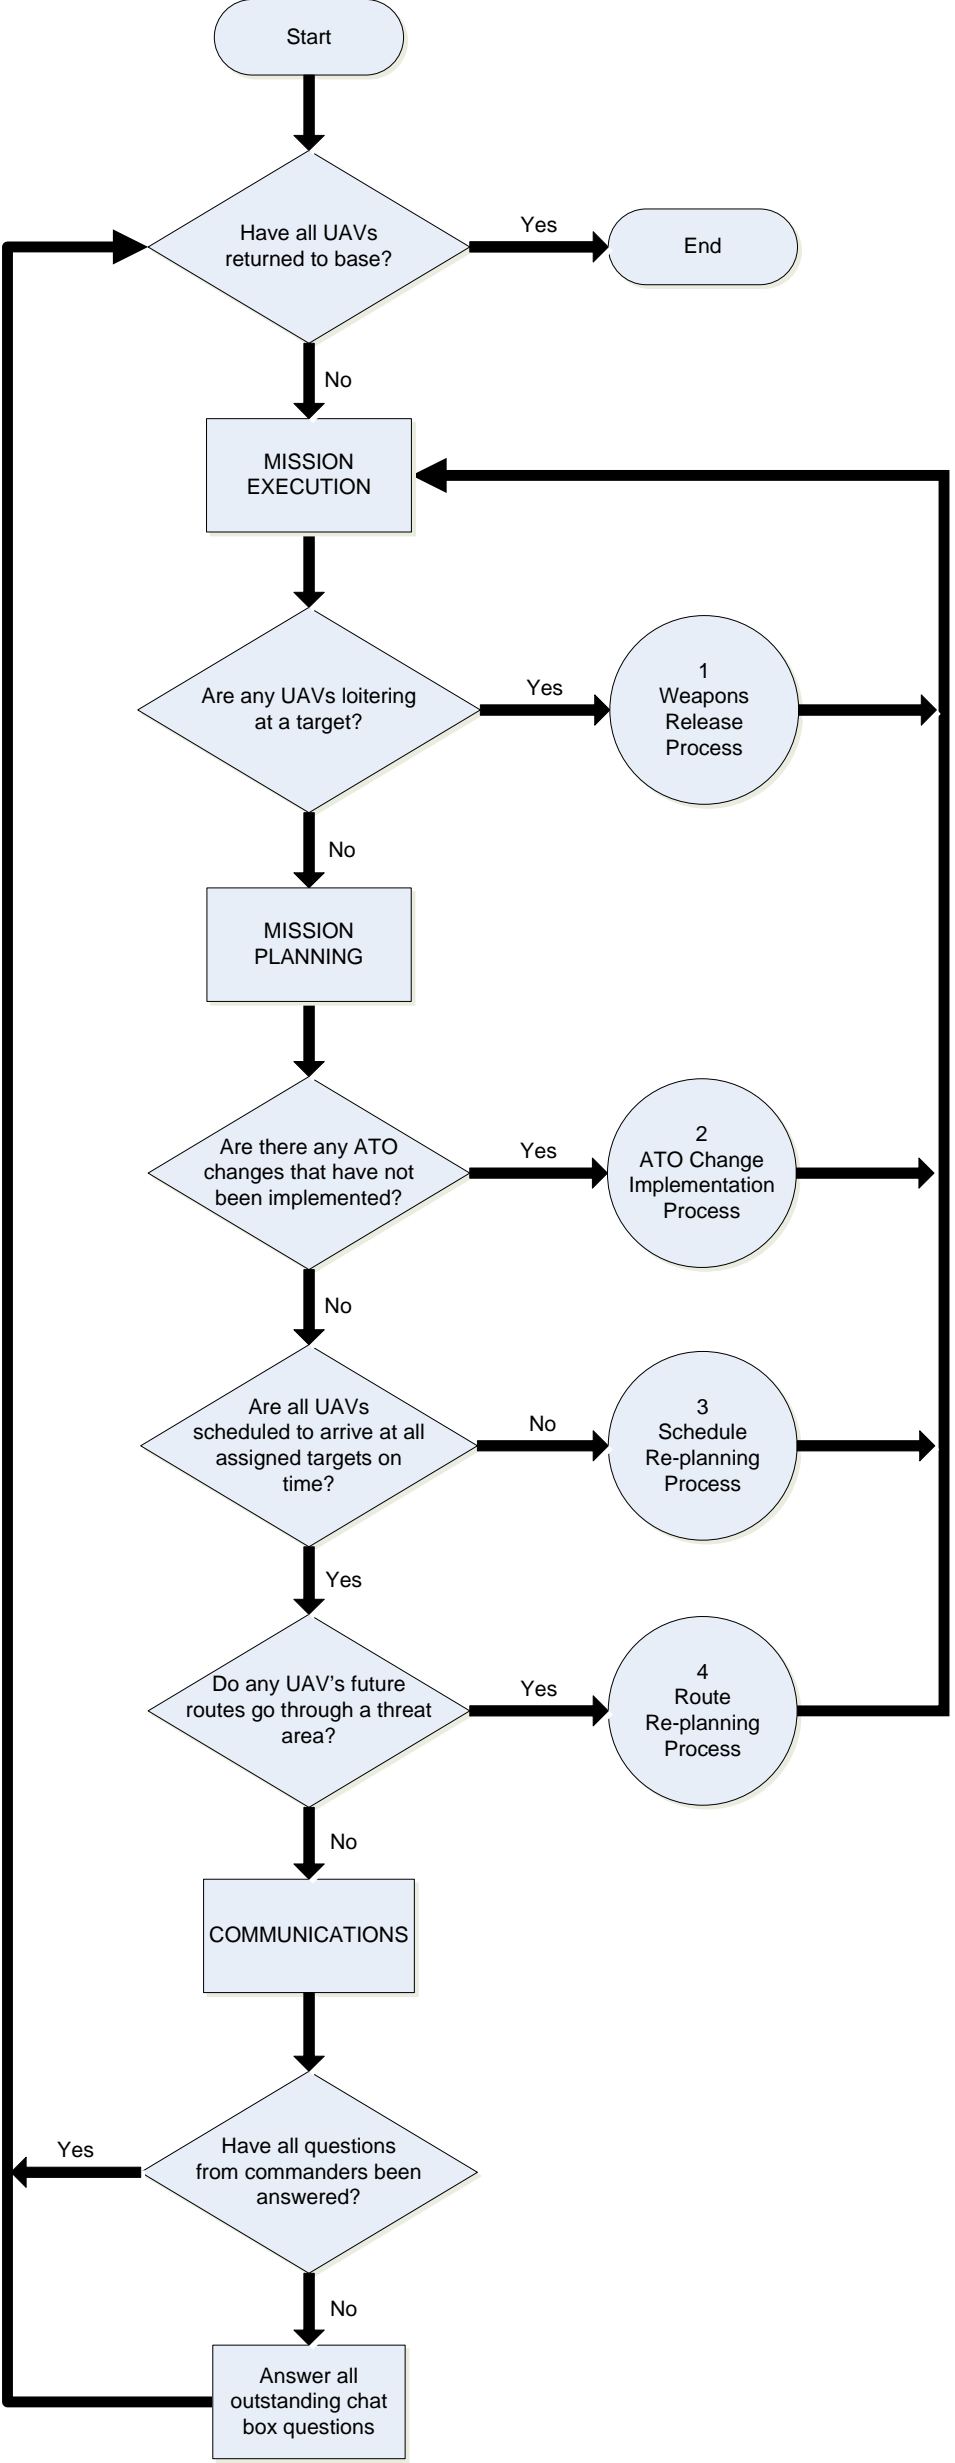 Start
Have all UAVs
returned to base?
Yes
End
No
MISSION
EXECUTION
Are any UAVs loitering
at a target?
Yes
1
Weapons
Release
Process
No
MISSION
PLANNING
Are there any ATO
changes that have not
been implemented?
Yes
2
ATO Change
Implementation
Process
No
Are all UAVs
scheduled to arrive at all
assigned targets on
time?
No
3
Schedule
Re-planning
Process
Yes
Do any UAV’s future
routes go through a threat
area?
Yes
4
Route
Re-planning
Process
No
COMMUNICATIONS
Have all questions
from commanders been
answered?
Yes
No
Answer all
outstanding chat
box questions